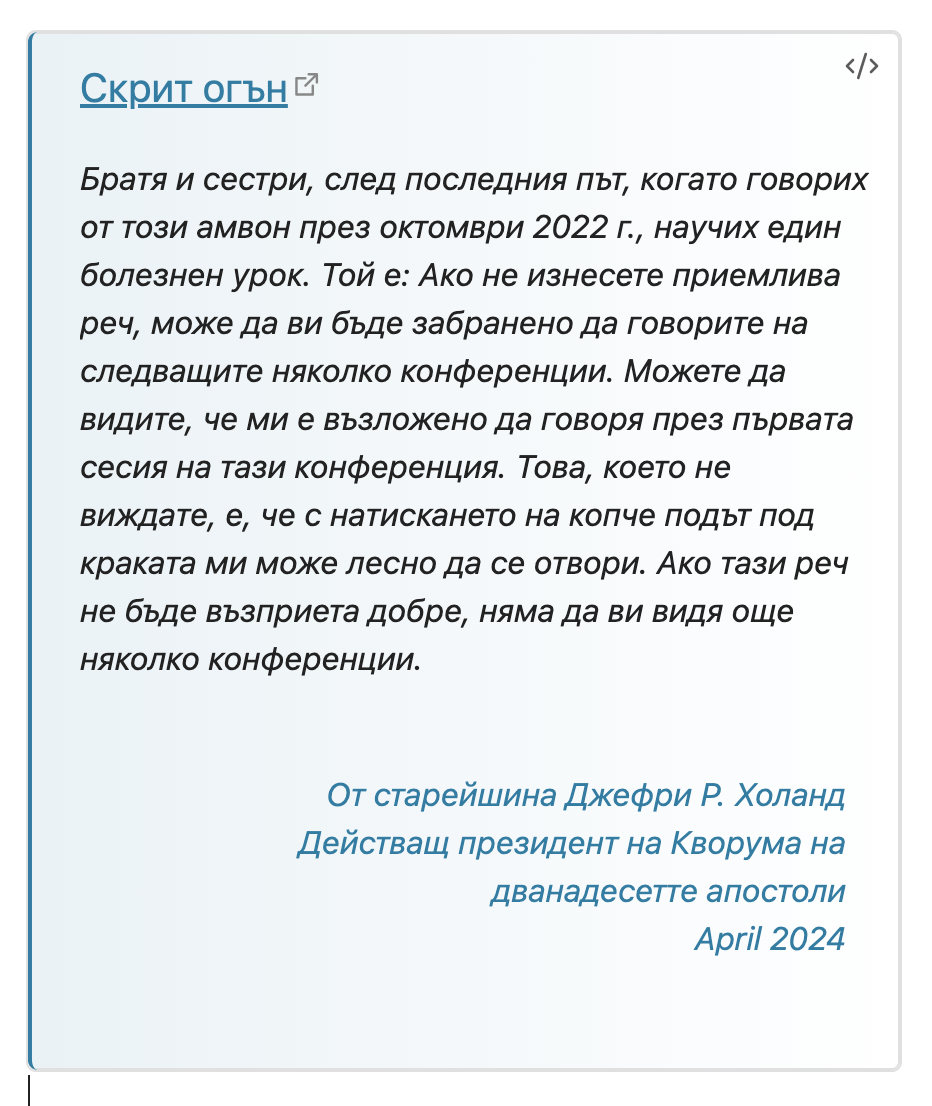 Скрит огън
Братя и сестри, след последния път, когато говорих
от този амвон през октомври 2022 г., научих един
болезнен урок. Той е: Ако не изнесете приемлива
реч, може да ви бъде забранено да говорите на
следващите няколко конференции. Можете да
видите, че ми е възложено да говоря през първата
сесия на тази конференция. Това, което не
виждате, е, че с натискането на копче подът под
краката ми може лесно да се отвори. Ако тази реч
не бъде възприета добре, няма да ви видя още
няколко конференции.
От старейшина Джефри Р. Холанд
Действащ президент на Кворума на
дванадесетте апостоли
April 2024